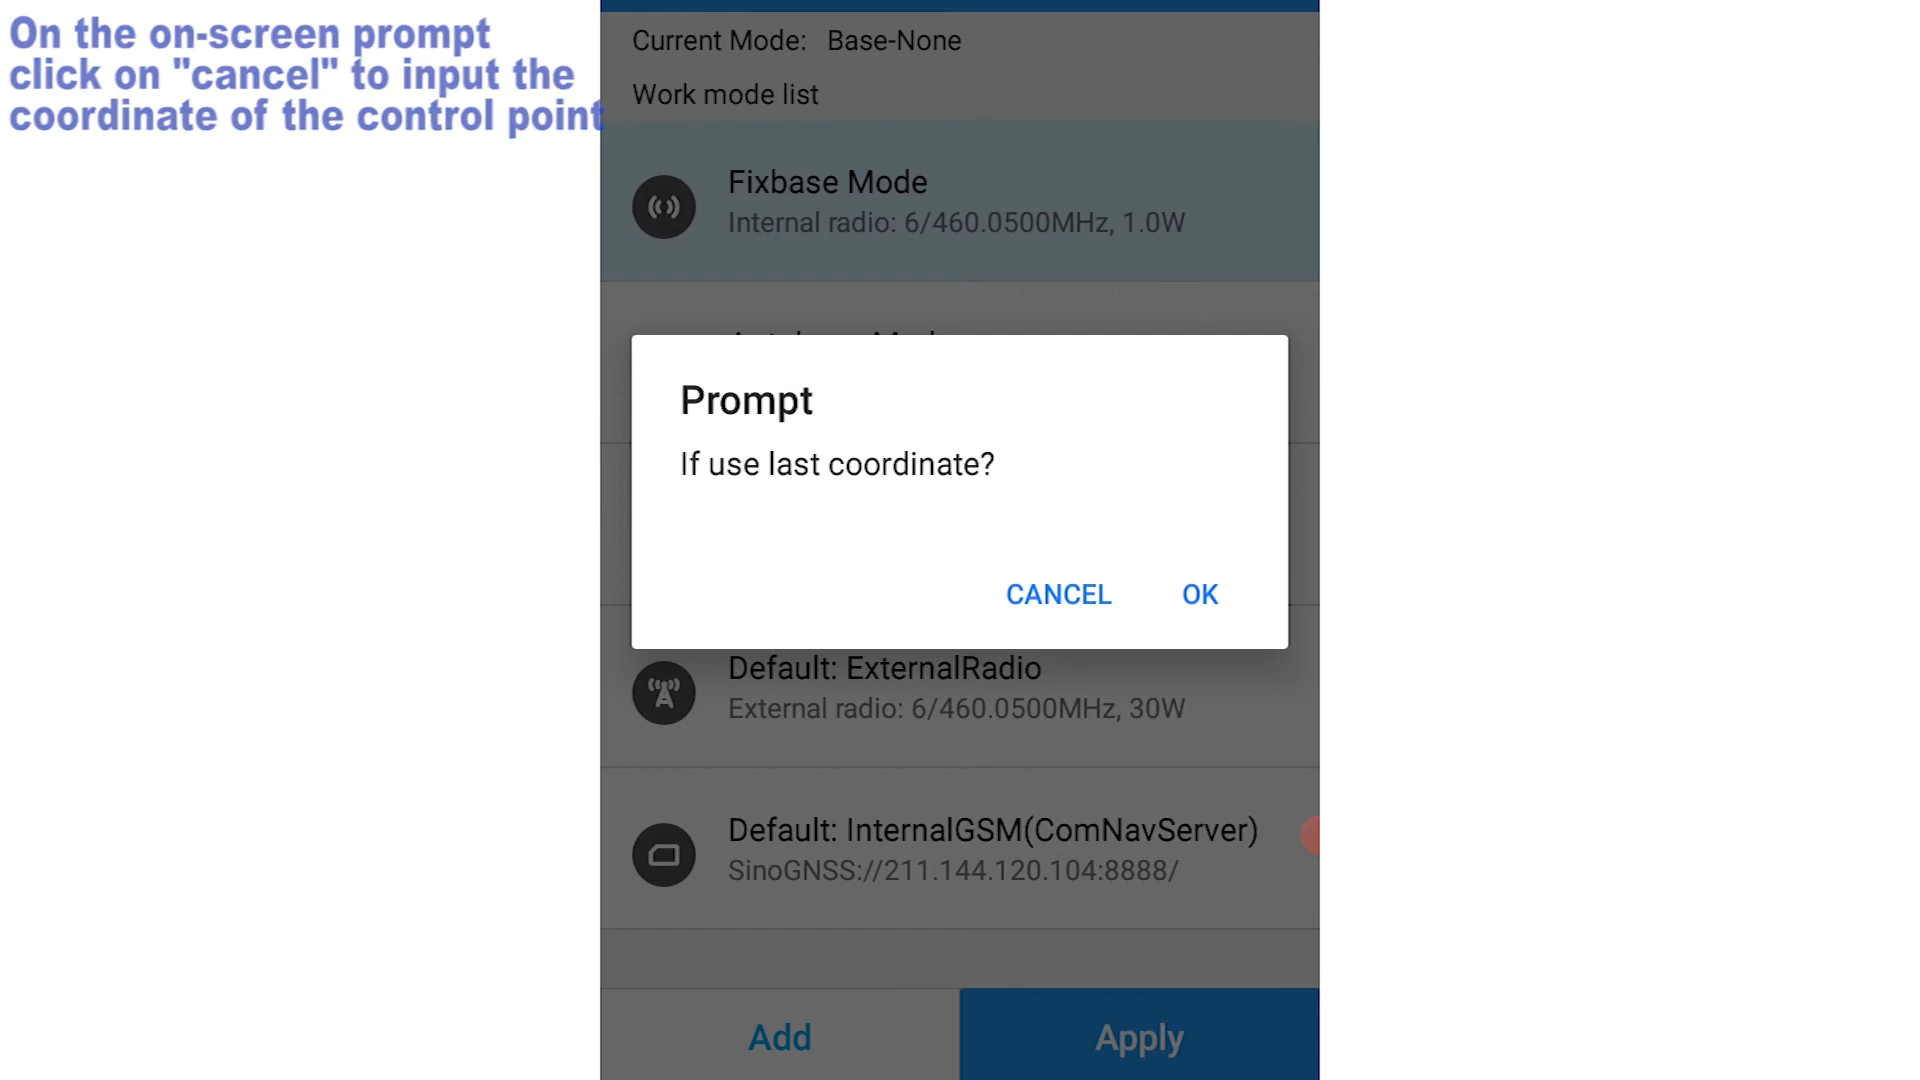 On the on-screen prompt
click on "cancel" to input the
coordinate of the control point
Current Mode: Base-None
Work mode list
Fixbase Mode
Internal radio: 6/460.0500MHz, 1.0W
Prompt
If use last coordinate?
CANCEL OK
Default: ExternalRadio
External radio: 6/460.0500MHz, 30W
Default: InternalGSM(ComNavServer)
SinoGNSS://211.144.120.104:8888/
Add Apply